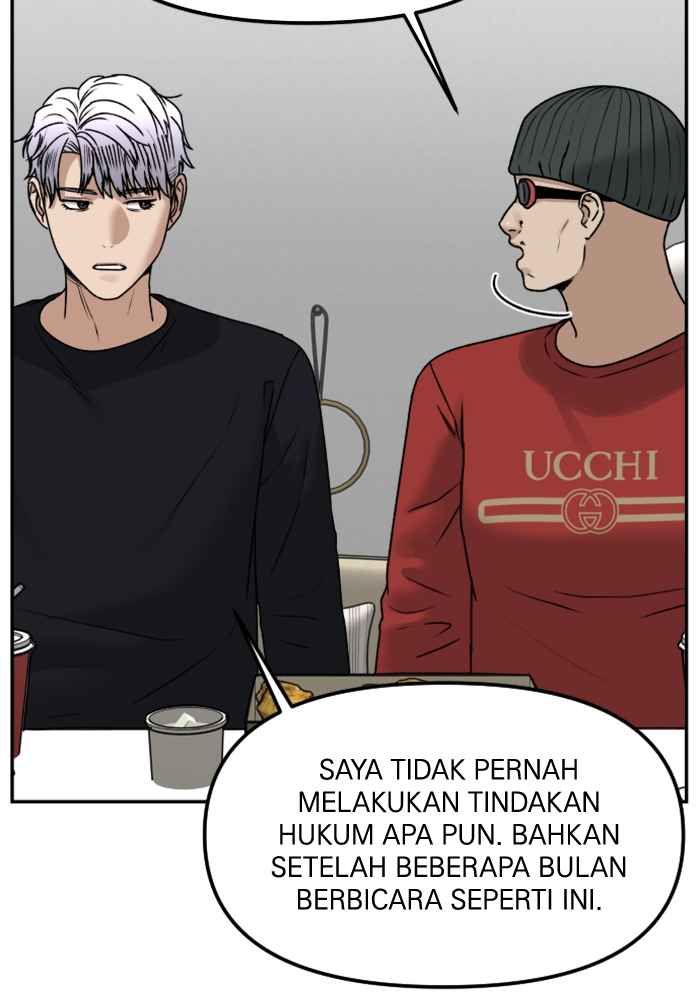 UCCHI
SAYA TIDAK PERNAH
MELAKUKAN TINDAKAN
HUKUM APA PUN. BAHKAN
SETELAH BEBERAPA BULAN
BERBICARA SEPERTI INI.